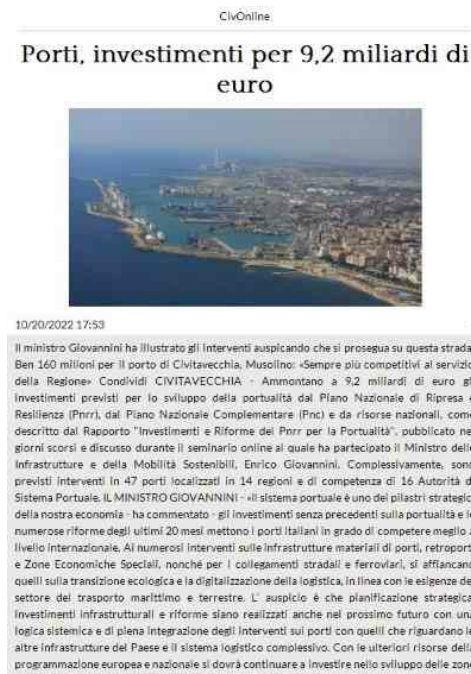 CivOnline
Porti, investimenti per 9,2 miliardi di
euro
10/20/2022 17:53
Il ministro Giovannini ha illustrato gli interventi auspicando che si prosegua su questa strada.
Ben 160 milioni per il porto di Civitavecchia, Musolino: «Sempre più competitivi al servizio
della Regione» Condividi CIVITAVECCHIA - Ammontano a 9,2 miliardi di euro gli
investimenti previsti per lo sviluppo della portualità dal Piano Nazionale di Ripresa e
Resilienza (Pnrr), dal Piano Nazionale Complementare (Pnc) e da risorse nazionali, come
descritto dal Rapporto "Investimenti e Riforme del Pnrr per la Portualità", pubblicato nei
giorni scorsi e discusso durante il seminario online al quale ha partecipato il Ministro delle
Infrastrutture e della Mobilità Sostenibili, Enrico Giovannini. Complessivamente, sono
previsti interventi in 47 porti localizzati in 14 regioni e di competenza di 16 Autorità di
Sistema Portuale. IL MINISTRO GIOVANNINI - «Il sistema portuale è uno dei pilastri strategici
della nostra economia - ha commentato - gli investimenti senza precedenti sulla portualità e le
numerose riforme degli ultimi 20 mesi mettono i porti italiani in grado di competere meglio a
livello internazionale. Ai numerosi interventi sulle infrastrutture materiali di porti, retroporti
e Zone Economiche Speciali, nonché per i collegamenti stradali e ferroviari, si affiancano
quelli sulla transizione ecologica e la digitalizzazione della logistica, in linea con le esigenze del
settore del trasporto marittimo e terrestre. L' auspicio è che pianificazione strategica,
investimenti infrastrutturali e riforme siano realizzati anche nel prossimo futuro con una
logica sistemica e di piena integrazione degli interventi sui porti con quelli che riguardano le
altre infrastrutture del Paese e il sistema logistico complessivo. Con le ulteriori risorse della
programmazione europea e nazionale si dovrà continuare a investire nello sviluppo delle zone